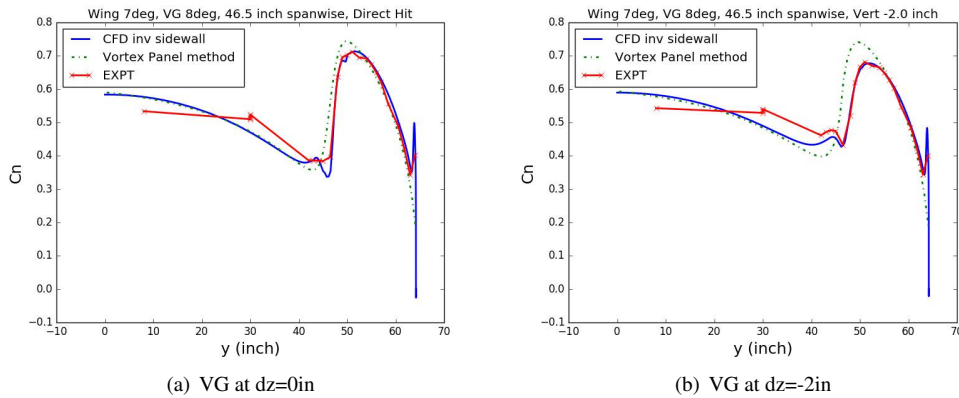 Wing 7deg, VG 8deg, 46.5 inch spanwise, Direct Hit
0.8
0.7
0.6
0.5
0.4
0.3
0.2
0.1
0.0
-0.1
Cn
CFD inv sidewall
Vortex Panel method
EXPT
-10 0 10 20 30 40 50 60 70
y (inch)
(a) VG at dz=0in
Wing 7deg, VG 8deg, 46.5 inch spanwise, Vert -2.0 inch
0.8
0.7
0.6
0.5
0.4
0.3
0.2
0.1
0.0
-0.1
Cn
CFD inv sidewall
Vortex Panel method
EXPT
-10 0 10 20 30 40 50 60 70
y (inch)
(b) VG at dz=-2in